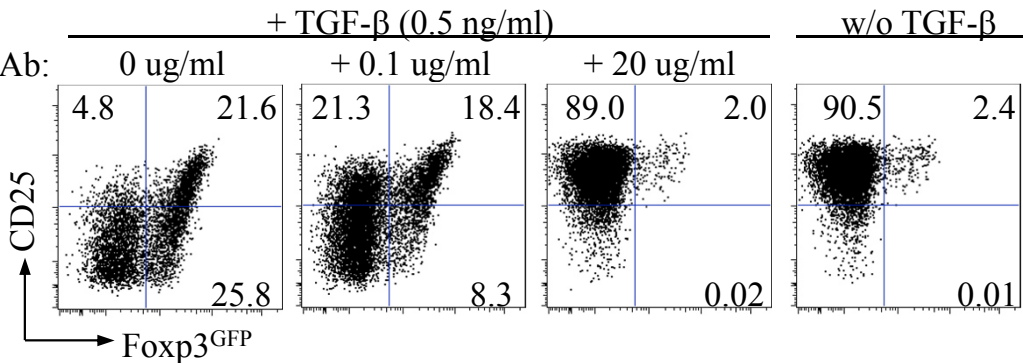 + TGF-β (0.5 ng/ml) w/o TGF-β
Ab: 0 ug/ml + 0.1 ug/ml + 20 ug/ml
4.8 21.6 21.3 18.4 89.0 2.0 90.5 2.4
CD25
25.8 8.3 0.02 0.01
Foxp3GFP